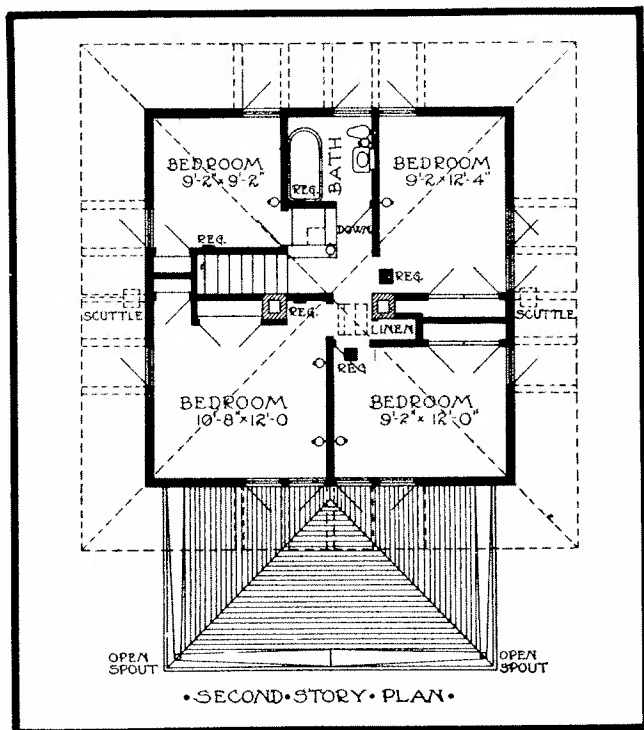 BEDROOM
9'-2" × 9'-2"
REG.
BATH
BEDROOM
9'-2 × 12'-4"
REG.
DOWN
REG.
SCUTTLE
REG.
LINEN
SCUTTLE
REG
BEDROOM
10'-8" × 12'-0
BEDROOM
9'-2" × 12'-0"
OPEN
SPOUT
OPEN
SPOUT
• SECOND • STORY • PLAN •